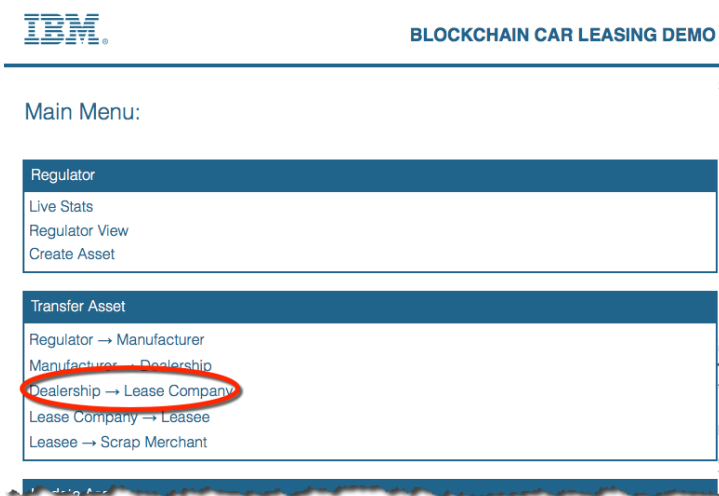 IBM®
BLOCKCHAIN CAR LEASING DEMO
Main Menu:
Regulator
Live Stats
Regulator View
Create Asset
Transfer Asset
Regulator → Manufacturer
Manufacturer → Dealership
Dealership → Lease Company
Lease Company → Leasee
Leasee → Scrap Merchant